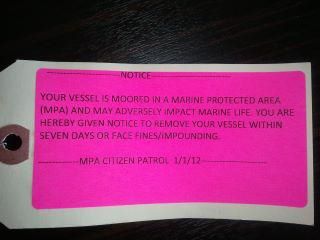 -----------------------NOTICE-------------------------
YOUR VESSEL IS MOORED IN A MARINE PROTECTED AREA
(MPA) AND MAY ADVERSELY IMPACT MARINE LIFE. YOU ARE
HEREBY GIVEN NOTICE TO REMOVE YOUR VESSEL WITHIN
SEVEN DAYS OR FACE FINES/IMPOUNDING.
-------------MPA CITIZEN PATROL 1/1/12---------------------